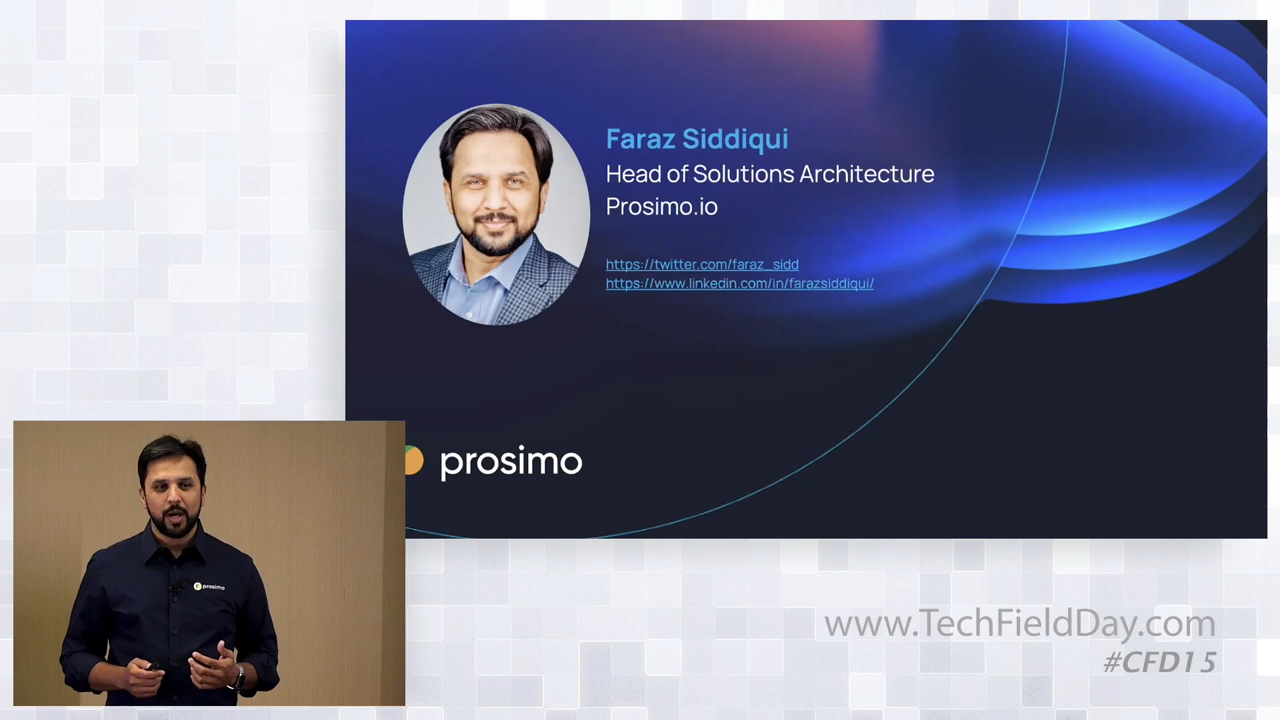 Faraz Siddiqui
Head of Solutions Architecture
Prosimo.io
https://twitter.com/faraz_sidd
https://www.linkedin.com/in/farazsiddiqui/
prosimo
prosimo
www.TechFieldDay.com
#CFD15